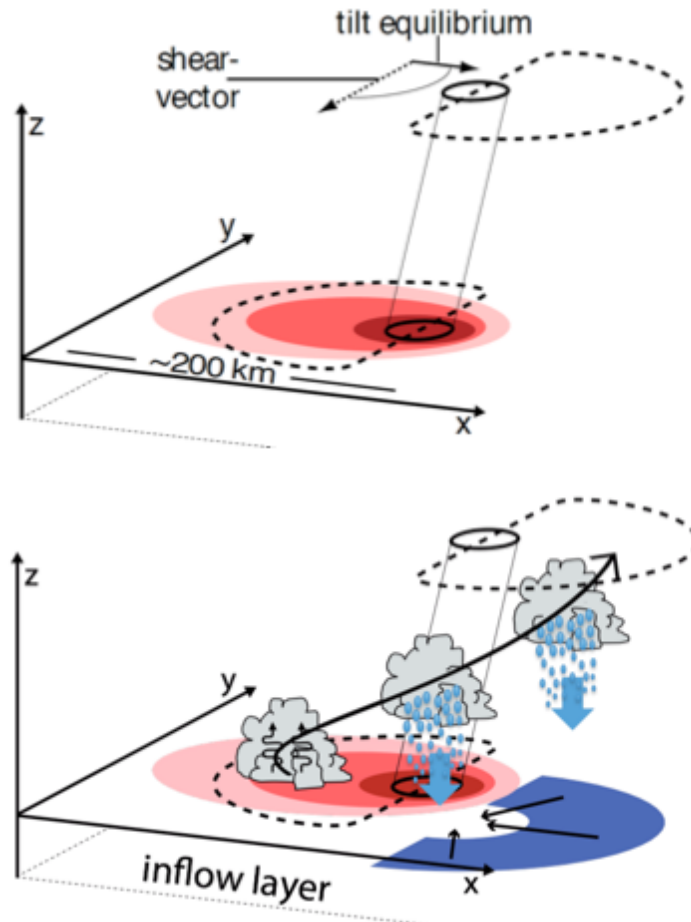 tilt equilibrium
shear-
vector
z
y
~200 km
x
z
y
x
inflow layer